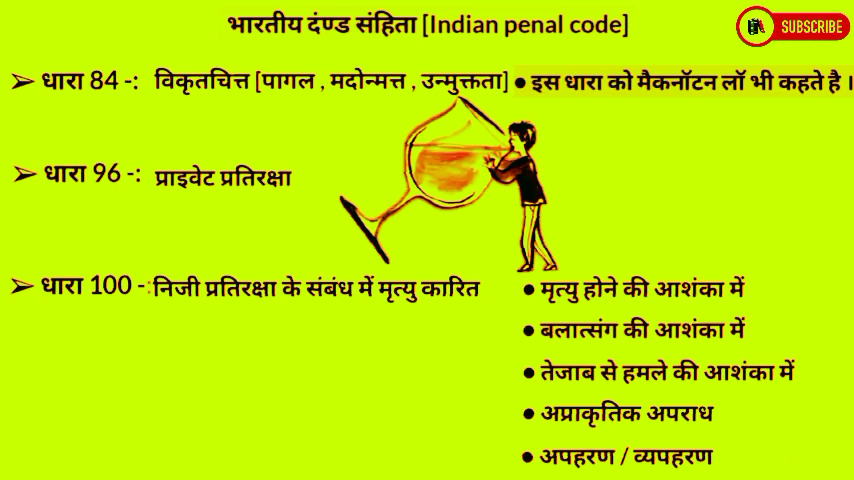 भारतीय दंण्ड संहिता [Indian penal code]
SUBSCRIBE
➢ धारा 84 -: विकृतचित्त [पागल , मदोन्मत्त , उन्मुक्तता] • इस धारा को मैकनॉटन लॉ भी कहते है ।
➢ धारा 96 -: प्राइवेट प्रतिरक्षा
➢ धारा 100 -: निजी प्रतिरक्षा के संबंध में मृत्यु कारित • मृत्यु होने की आशंका में
• बलात्संग की आशंका में
• तेजाब से हमले की आशंका में
• अप्राकृतिक अपराध
• अपहरण / व्यपहरण